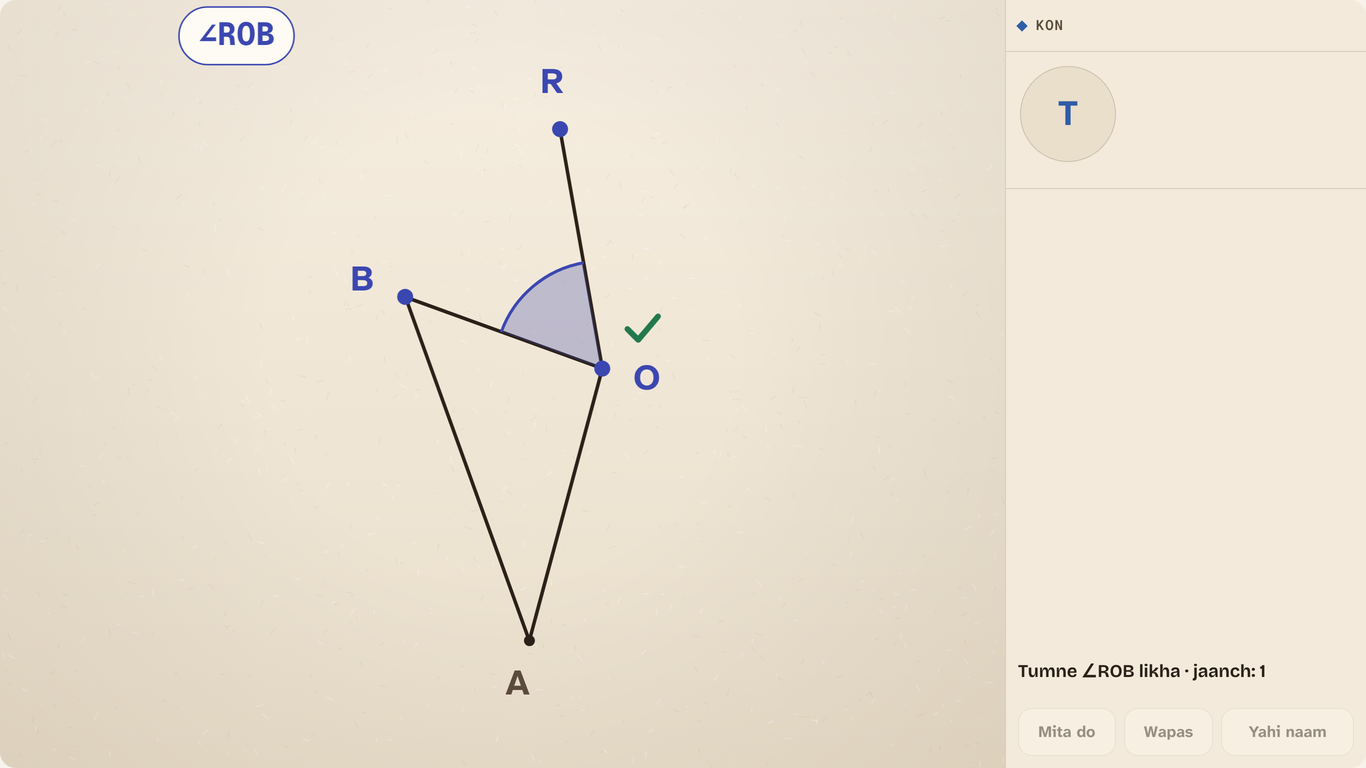 ∠ROB
R
B
O
A
KON
T
Tumne ∠ROB likha · jaanch: 1
Mita do
Wapas
Yahi naam